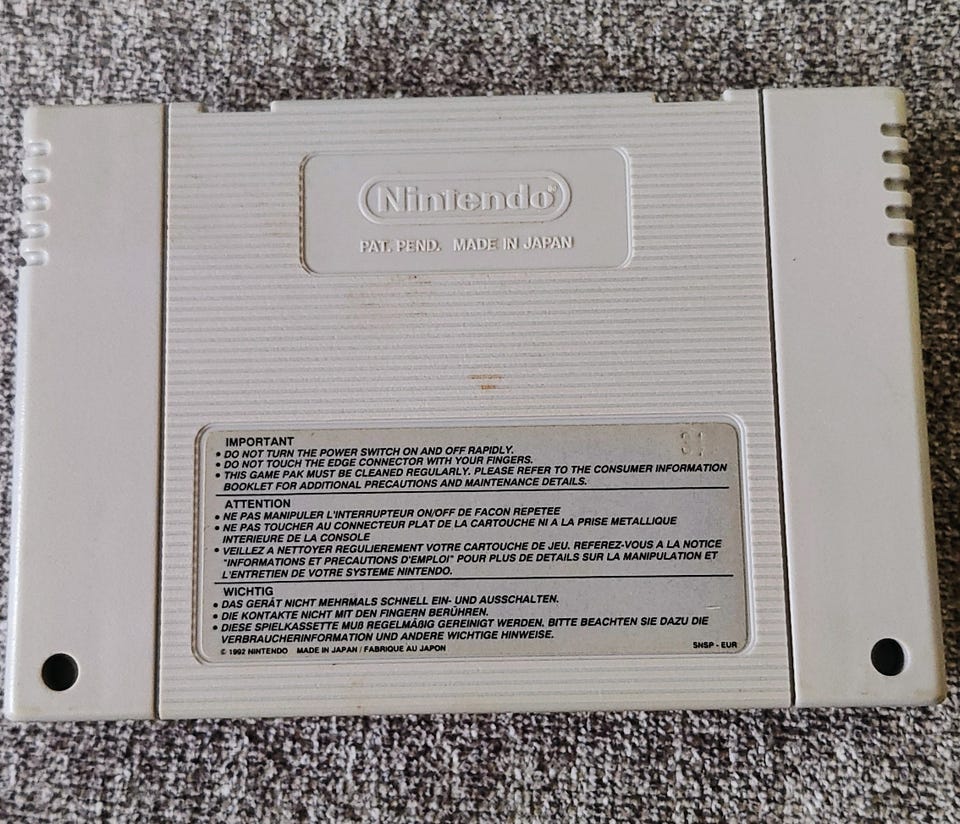 Nintendo®
PAT. PEND. MADE IN JAPAN
31
IMPORTANT
• DO NOT TURN THE POWER SWITCH ON AND OFF RAPIDLY.
• DO NOT TOUCH THE EDGE CONNECTOR WITH YOUR FINGERS.
• THIS GAME PAK MUST BE CLEANED REGULARLY. PLEASE REFER TO THE CONSUMER INFORMATION
BOOKLET FOR ADDITIONAL PRECAUTIONS AND MAINTENANCE DETAILS.
ATTENTION
• NE PAS MANIPULER L'INTERRUPTEUR ON/OFF DE FACON REPETEE
• NE PAS TOUCHER AU CONNECTEUR PLAT DE LA CARTOUCHE NI A LA PRISE METALLIQUE
INTERIEURE DE LA CONSOLE
• VEILLEZ A NETTOYER REGULIEREMENT VOTRE CARTOUCHE DE JEU. REFEREZ-VOUS A LA NOTICE
"INFORMATIONS ET PRECAUTIONS D'EMPLOI" POUR PLUS DE DETAILS SUR LA MANIPULATION ET
L'ENTRETIEN DE VOTRE SYSTEME NINTENDO.
WICHTIG
• DAS GERÄT NICHT MEHRMALS SCHNELL EIN- UND AUSSCHALTEN.
• DIE KONTAKTE NICHT MIT DEN FINGERN BERÜHREN.
• DIESE SPIELKASSETTE MUß REGELMÄßIG GEREINIGT WERDEN. BITTE BEACHTEN SIE DAZU DIE
VERBRAUCHERINFORMATION UND ANDERE WICHTIGE HINWEISE.
© 1992 NINTENDO MADE IN JAPAN / FABRIQUE AU JAPON SNSP - EUR